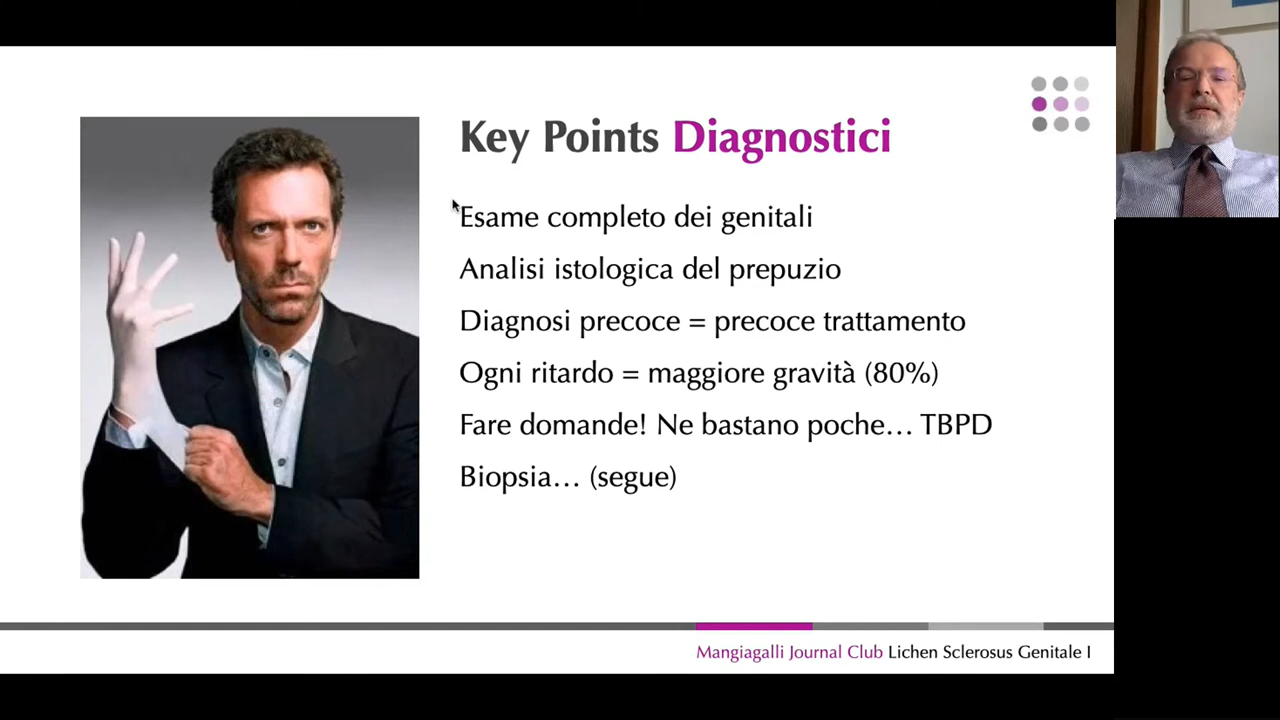 Key Points Diagnostici
Esame completo dei genitali
Analisi istologica del prepuzio
Diagnosi precoce = precoce trattamento
Ogni ritardo = maggiore gravità (80%)
Fare domande! Ne bastano poche… TBPD
Biopsia… (segue)
Mangiagalli Journal Club Lichen Sclerosus Genitale I